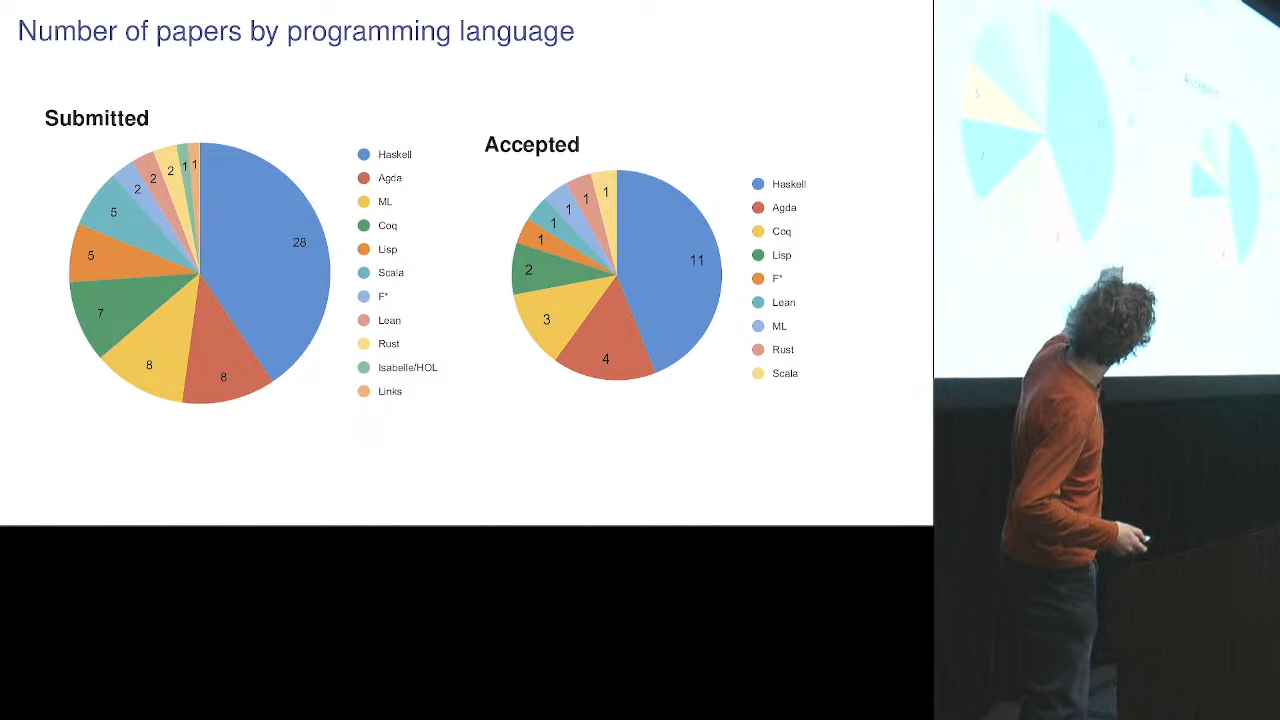 Number of papers by programming language
Submitted
28
8
8
7
5
5
2
2
2
1
1
Haskell
Agda
ML
Coq
Lisp
Scala
F*
Lean
Rust
Isabelle/HOL
Links
Accepted
11
4
3
2
1
1
1
1
1
Haskell
Agda
Coq
Lisp
F*
Lean
ML
Rust
Scala
Accepted